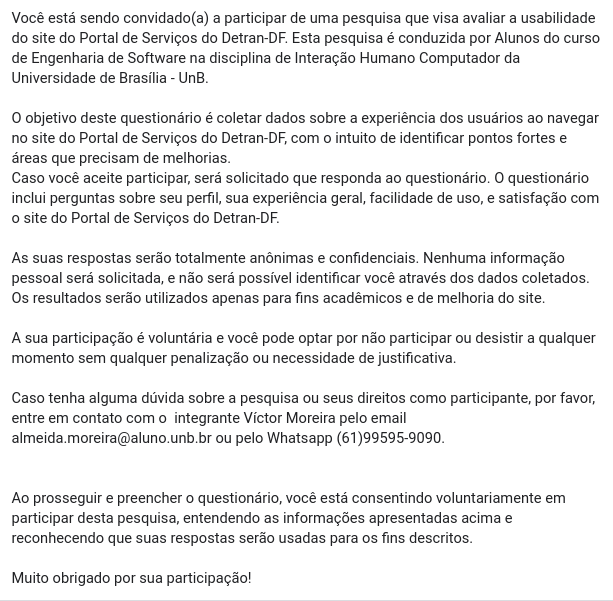 Você está sendo convidado(a) a participar de uma pesquisa que visa avaliar a usabilidade
do site do Portal de Serviços do Detran-DF. Esta pesquisa é conduzida por Alunos do curso
de Engenharia de Software na disciplina de Interação Humano Computador da
Universidade de Brasília - UnB.
O objetivo deste questionário é coletar dados sobre a experiência dos usuários ao navegar
no site do Portal de Serviços do Detran-DF, com o intuito de identificar pontos fortes e
áreas que precisam de melhorias.
Caso você aceite participar, será solicitado que responda ao questionário. O questionário
inclui perguntas sobre seu perfil, sua experiência geral, facilidade de uso, e satisfação com
o site do Portal de Serviços do Detran-DF.
As suas respostas serão totalmente anônimas e confidenciais. Nenhuma informação
pessoal será solicitada, e não será possível identificar você através dos dados coletados.
Os resultados serão utilizados apenas para fins acadêmicos e de melhoria do site.
A sua participação é voluntária e você pode optar por não participar ou desistir a qualquer
momento sem qualquer penalização ou necessidade de justificativa.
Caso tenha alguma dúvida sobre a pesquisa ou seus direitos como participante, por favor,
entre em contato com o  integrante Víctor Moreira pelo email
almeida.moreira@aluno.unb.br ou pelo Whatsapp (61)99595-9090.
Ao prosseguir e preencher o questionário, você está consentindo voluntariamente em
participar desta pesquisa, entendendo as informações apresentadas acima e
reconhecendo que suas respostas serão usadas para os fins descritos.
Muito obrigado por sua participação!